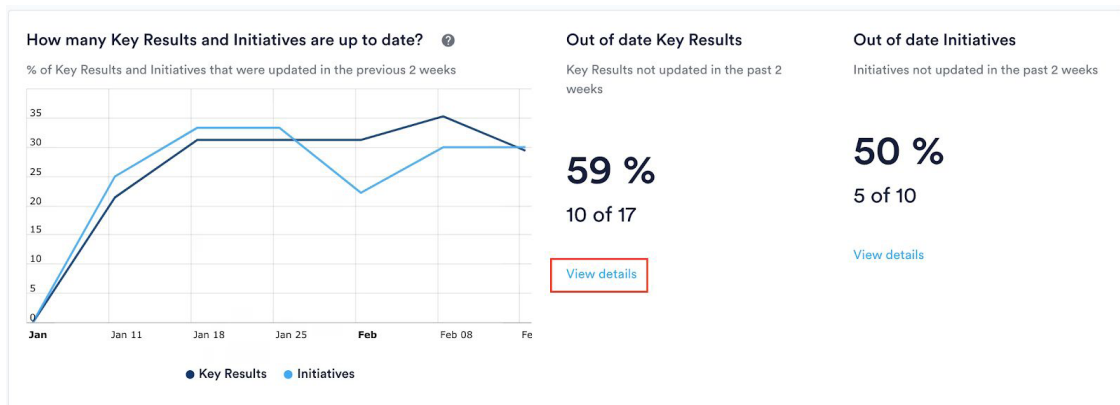 How many Key Results and Initiatives are up to date? ?
% of Key Results and Initiatives that were updated in the previous 2 weeks
35
30
25
20
15
10
5
0
Jan
Jan 11
Jan 18
Jan 25
Feb
Feb 08
Fe
Key Results
Initiatives
Out of date Key Results
Key Results not updated in the past 2
weeks
59 %
10 of 17
View details
Out of date Initiatives
Initiatives not updated in the past 2 weeks
50 %
5 of 10
View details